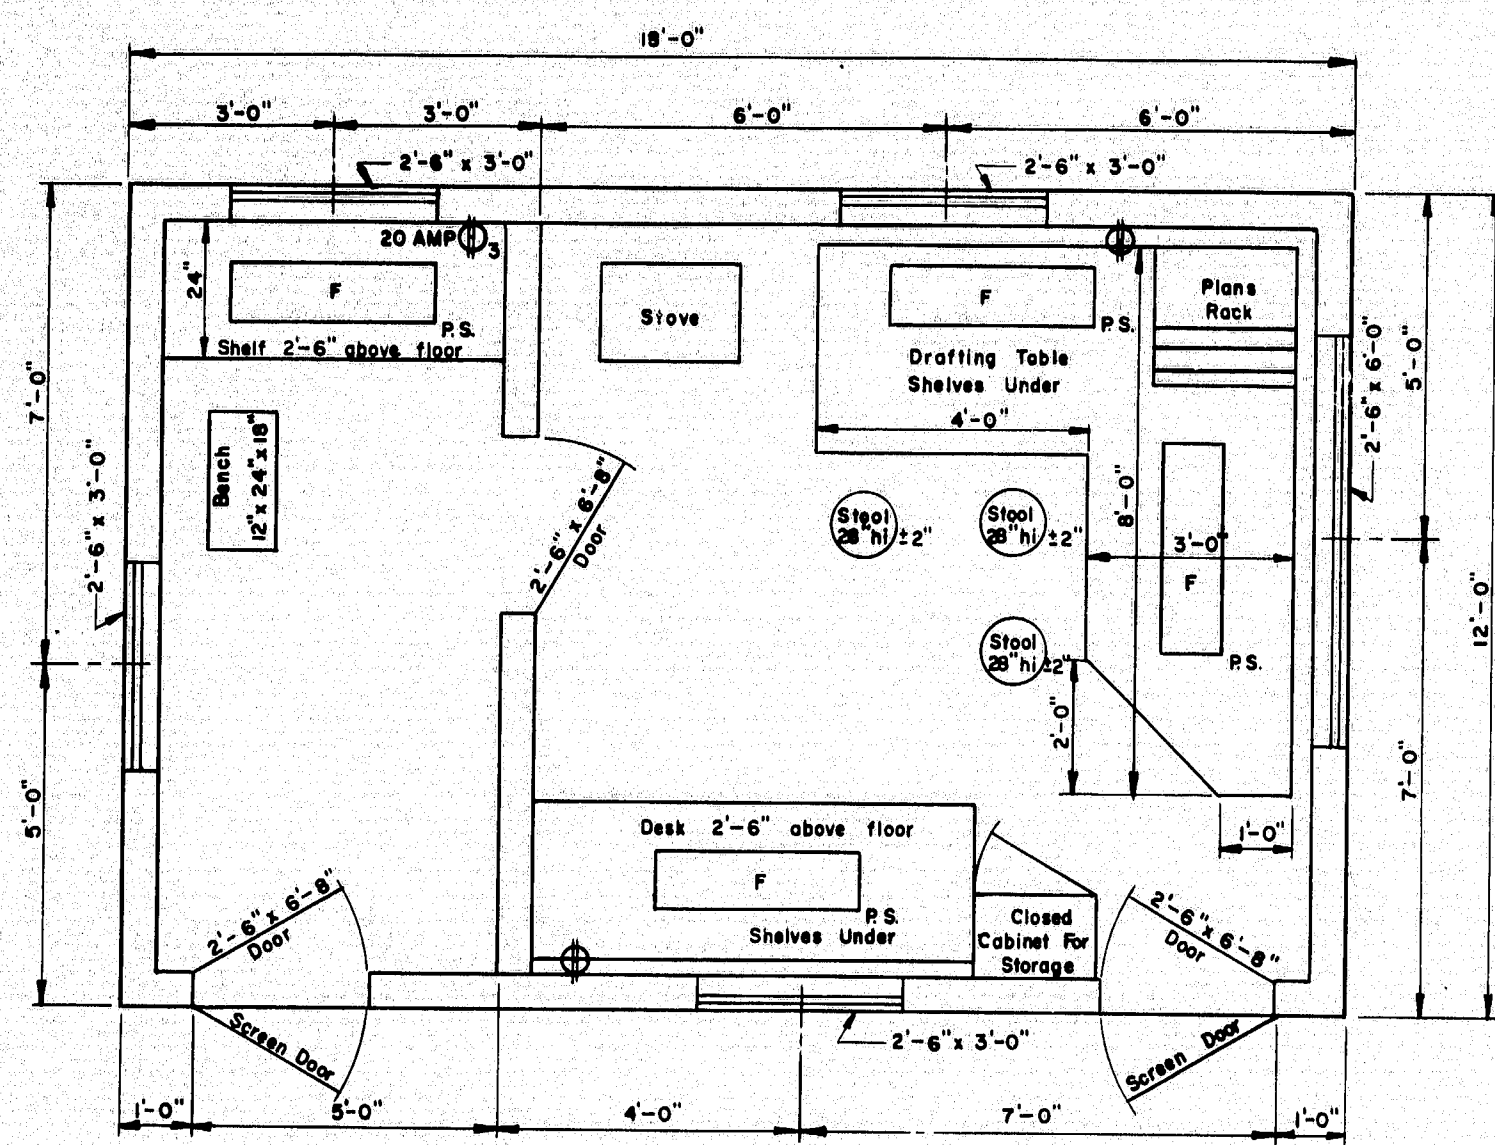 18'-0"
3'-0"
3'-0"
6'-0"
6'-0"
2'-6" x 3'-0"
2'-6" x 3'-0"
20 AMP
3
24"
F
P.S.
Shelf 2'-6" above floor
Stove
F
P.S.
Drafting Table
Shelves Under
4'-0"
Plans
Rack
7'-0"
5'-0"
2'-6" x 6'-0"
2'-6" x 3'-0"
Bench
12" x 24" x 18"
2'-6" x 6'-8"
Door
Stool
28" hi ±2"
Stool
28" hi ±2"
Stool
28" hi ±2"
8'-0"
3'-0"
F
P.S.
12'-0"
2'-0"
7'-0"
5'-0"
1'-0"
Desk 2'-6" above floor
F
P.S.
Shelves Under
Closed
Cabinet For
Storage
2'-6" x 6'-8"
Door
2'-6" x 6'-8"
Door
Screen Door
Screen Door
2'-6" x 3'-0"
1'-0"
5'-0"
4'-0"
7'-0"
1'-0"